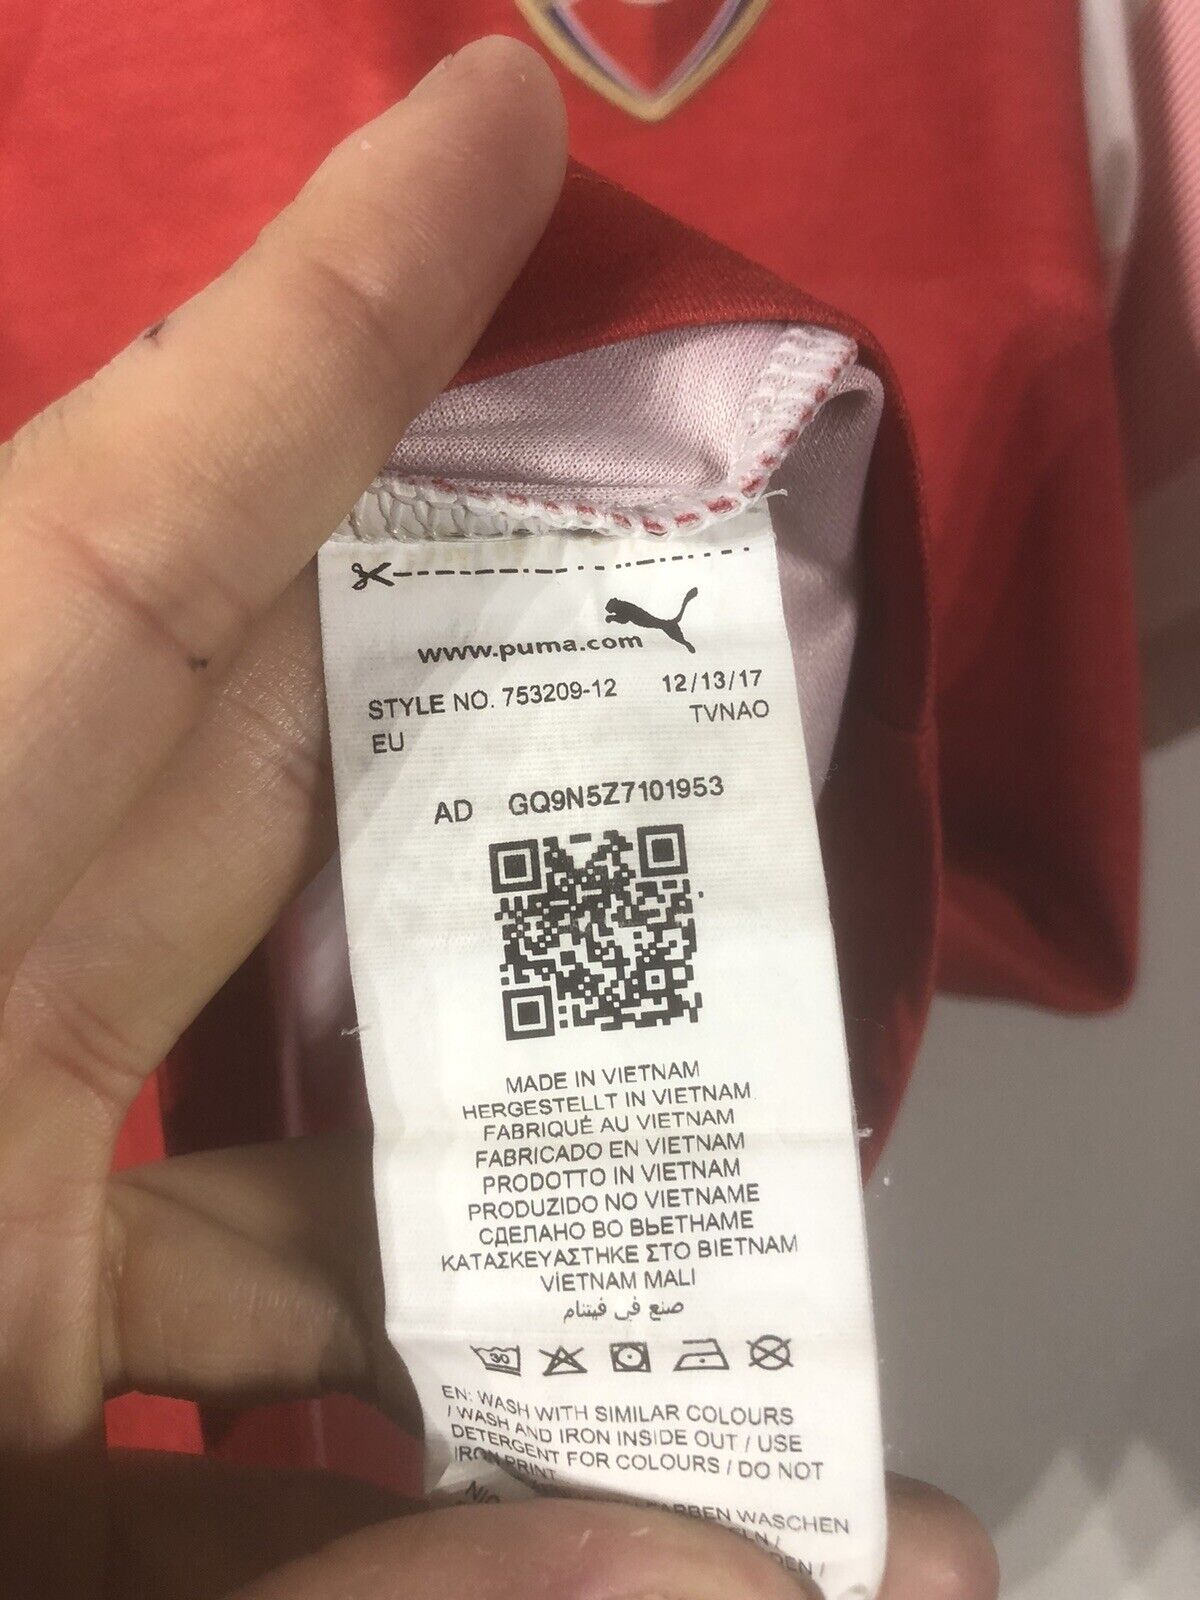 www.puma.com
STYLE NO. 753209-12 12/13/17
EU TVNAO
AD GQ9N5Z7101953
MADE IN VIETNAM
HERGESTELLT IN VIETNAM
FABRIQUÉ AU VIETNAM
FABRICADO EN VIETNAM
PRODOTTO IN VIETNAM
PRODUZIDO NO VIETNAME
СДЕЛАНО ВО ВЬЕТНАМЕ
ΚΑΤΑΣΚΕΥΑΣΤΗΚΕ ΣΤΟ ΒΙΕΤΝΑΜ
VİETNAM MALI
صنع في فيتنام
30
EN: WASH WITH SIMILAR COLOURS
/ WASH AND IRON INSIDE OUT / USE
DETERGENT FOR COLOURS / DO NOT
IRON PRINT
WASCHEN